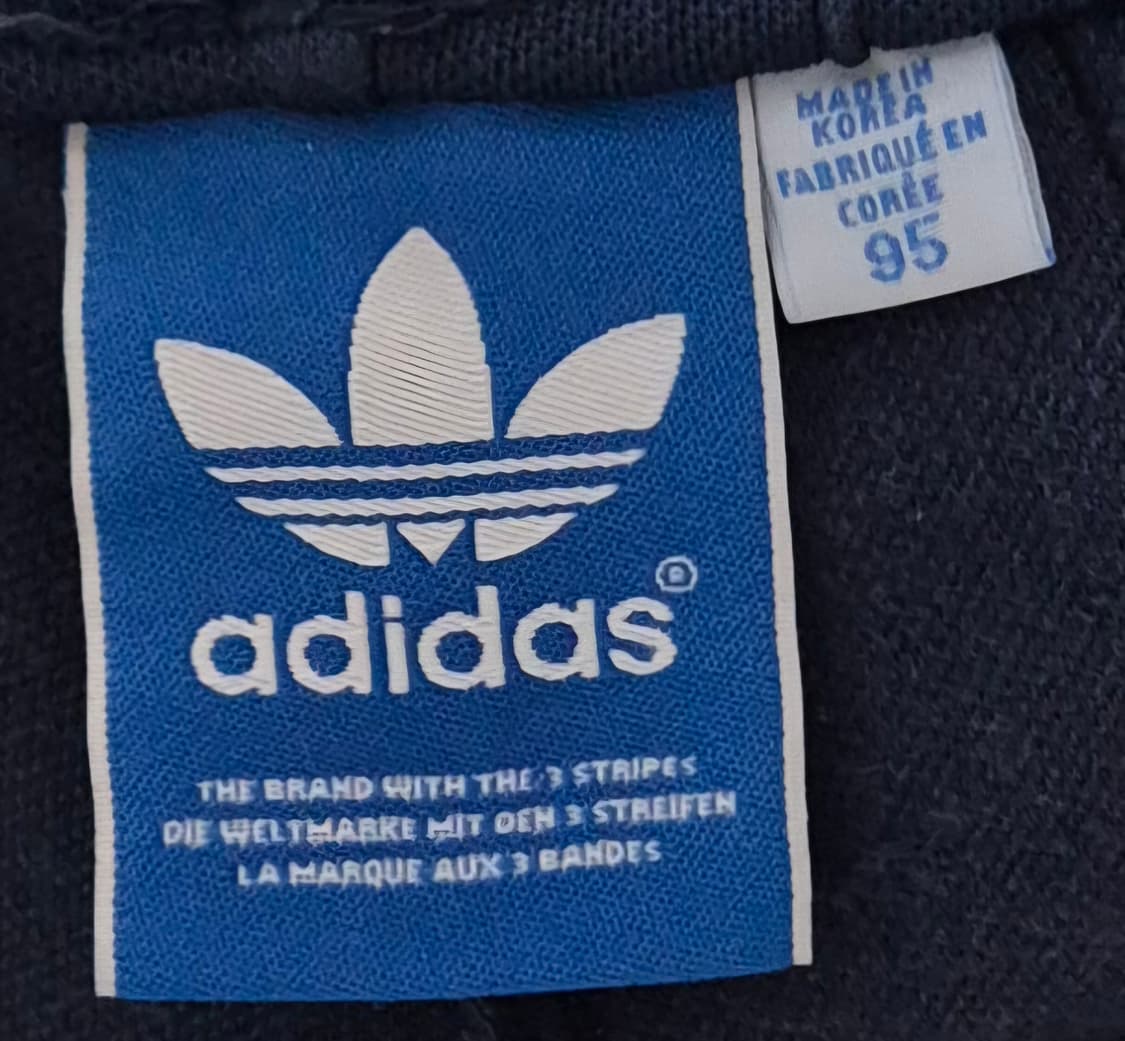 adidas®
THE BRAND WITH THE 3 STRIPES
DIE WELTMARKE MIT DEN 3 STREIFEN
LA MARQUE AUX 3 BANDES
MADE IN
KOREA
FABRIQUÉ EN
CORÉE
95